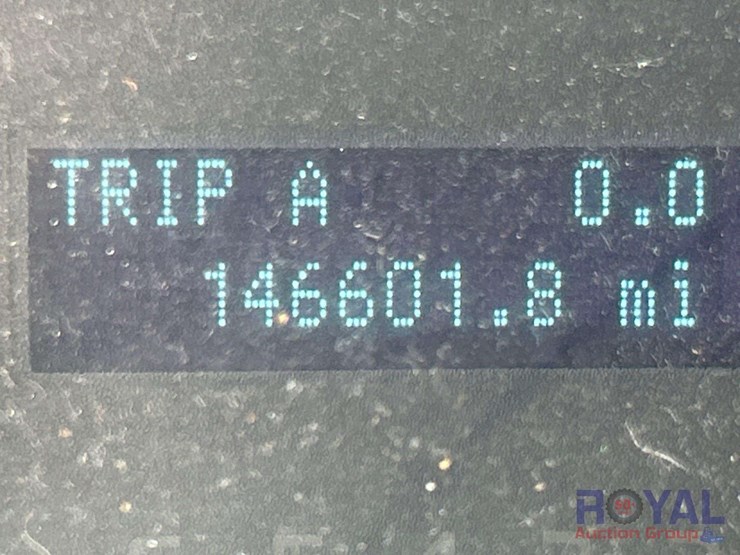 TRIP A 0.0
146601.8 mi
ROYAL
Auction Group